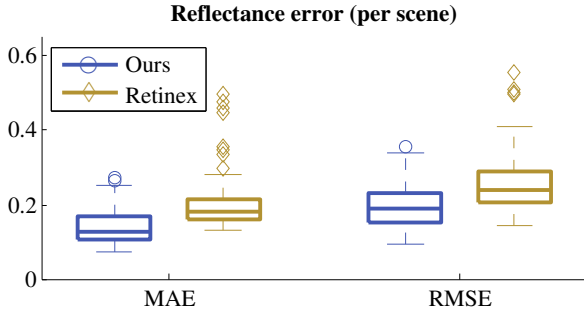 Reflectance error (per scene)
0.6
Ours
Retinex
0.4
0.2
0
MAE
RMSE